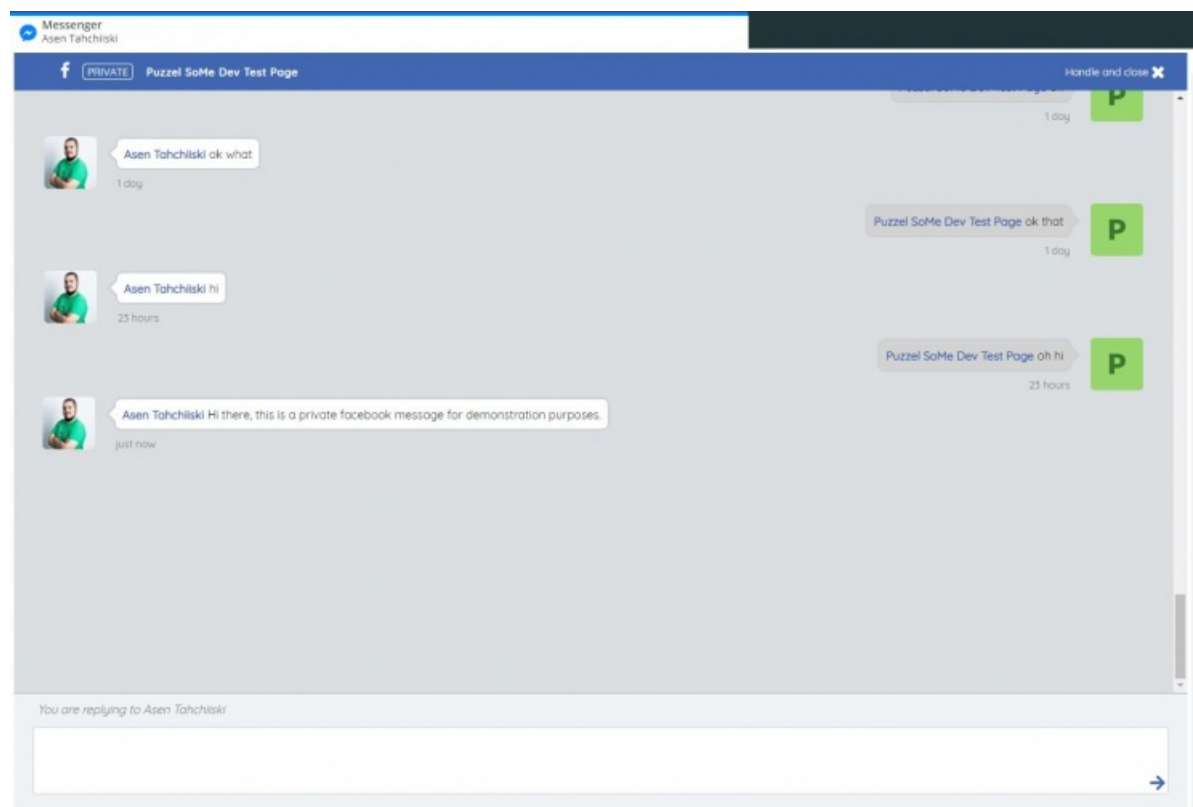 Messenger
Asen Tahchiiski
f PRIVATE Puzzel SoMe Dev Test Page Handle and close
P
1 day
Asen Tahchiiski ok what
1 day
Puzzel SoMe Dev Test Page ok that
P
1 day
Asen Tahchiiski hi
23 hours
Puzzel SoMe Dev Test Page oh hi
P
23 hours
Asen Tahchiiski Hi there, this is a private facebook message for demonstration purposes.
just now
You are replying to Asen Tahchiiski